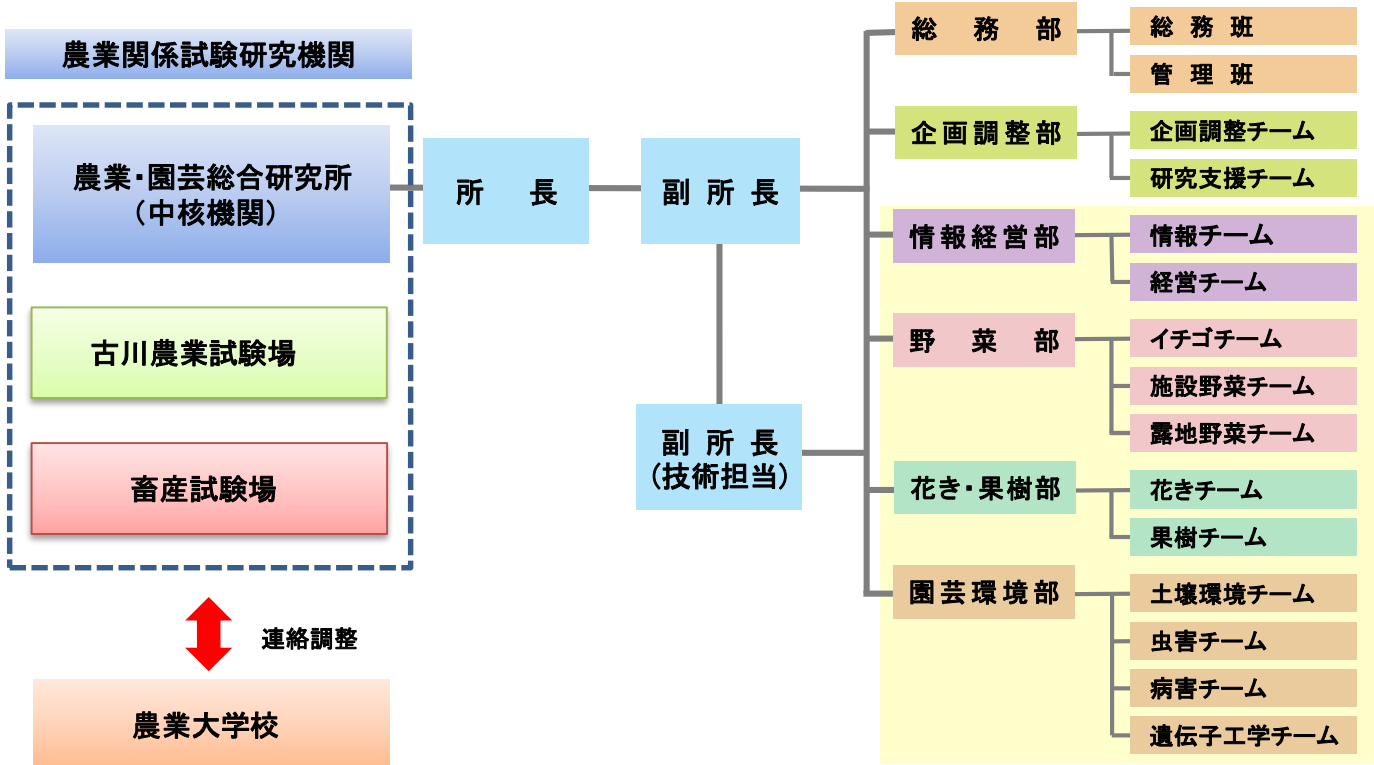 農業関係試験研究機関
農業・園芸総合研究所
（中核機関）
古川農業試験場
畜産試験場
連絡調整
農業大学校
所長
副所長
副所長
（技術担当）
総務部
総務班
管理班
企画調整部
企画調整チーム
研究支援チーム
情報経営部
情報チーム
経営チーム
野菜部
イチゴチーム
施設野菜チーム
露地野菜チーム
花き・果樹部
花きチーム
果樹チーム
園芸環境部
土壌環境チーム
虫害チーム
病害チーム
遺伝子工学チーム